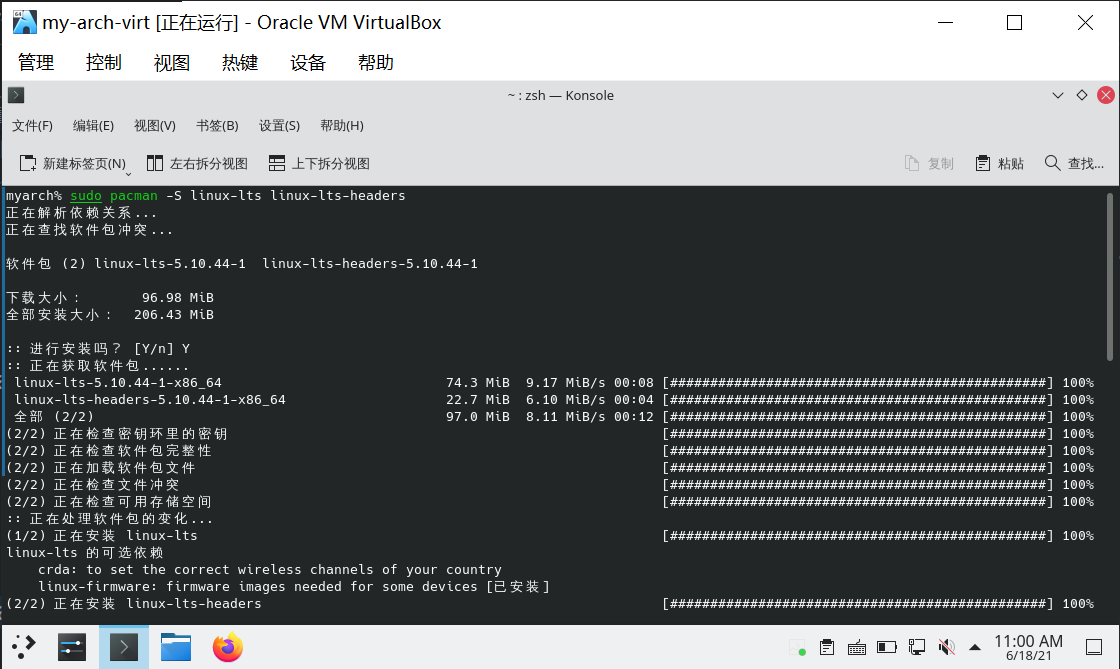 my-arch-virt [正在运行] - Oracle VM VirtualBox
管理 控制 视图 热键 设备 帮助
~ : zsh — Konsole
文件(F) 编辑(E) 视图(V) 书签(B) 设置(S) 帮助(H)
新建标签页(N) 左右拆分视图 上下拆分视图 复制 粘贴 查找...
myarch% sudo pacman -S linux-lts linux-lts-headers
正在解析依赖关系...
正在查找软件包冲突...
软件包 (2) linux-lts-5.10.44-1  linux-lts-headers-5.10.44-1
下载大小：  96.98 MiB
全部安装大小：  206.43 MiB
:: 进行安装吗？ [Y/n] Y
:: 正在获取软件包......
linux-lts-5.10.44-1-x86_64 74.3 MiB 9.17 MiB/s 00:08 [###############################################] 100%
linux-lts-headers-5.10.44-1-x86_64 22.7 MiB 6.10 MiB/s 00:04 [###############################################] 100%
全部 (2/2) 97.0 MiB 8.11 MiB/s 00:12 [###############################################] 100%
(2/2) 正在检查密钥环里的密钥 [###############################################] 100%
(2/2) 正在检查软件包完整性 [###############################################] 100%
(2/2) 正在加载软件包文件 [###############################################] 100%
(2/2) 正在检查文件冲突 [###############################################] 100%
(2/2) 正在检查可用存储空间 [###############################################] 100%
:: 正在处理软件包的变化...
(1/2) 正在安装 linux-lts [###############################################] 100%
linux-lts 的可选依赖
crda: to set the correct wireless channels of your country
linux-firmware: firmware images needed for some devices [已安装]
(2/2) 正在安装 linux-lts-headers [###############################################] 100%
11:00 AM
6/18/21